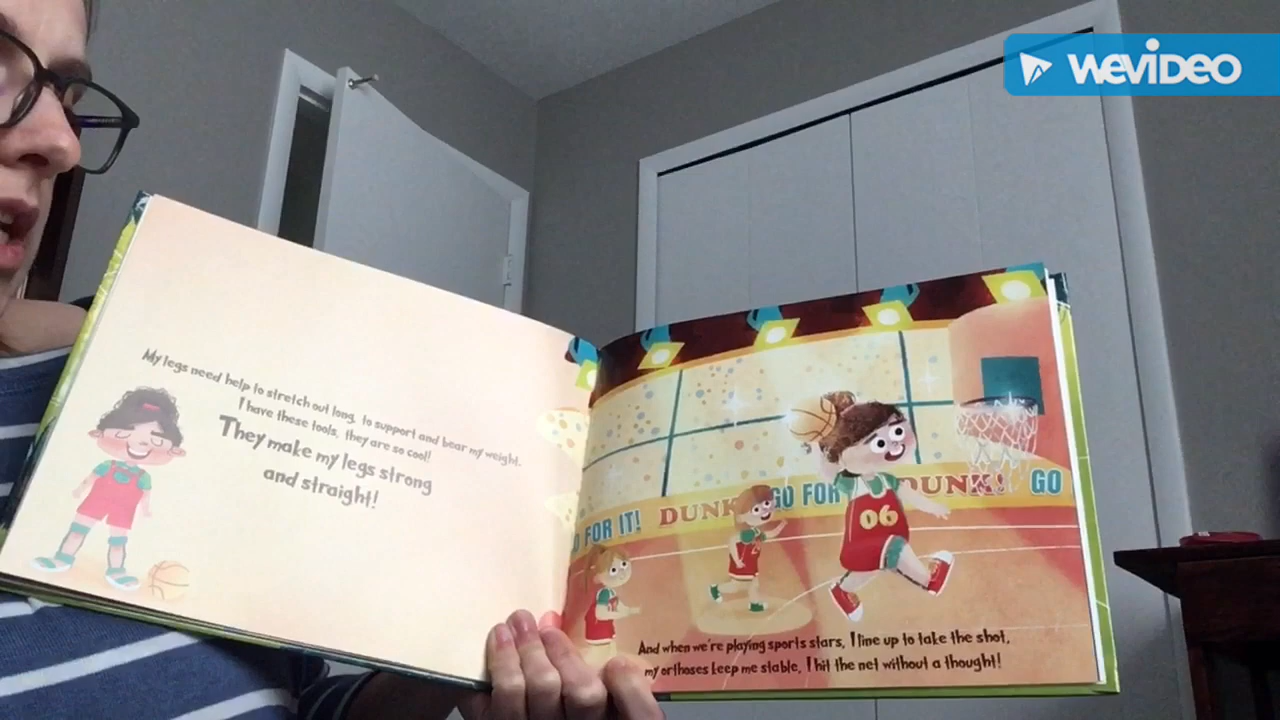 WEVIDEO
My legs need help to stretch out long, to support and bear my weight.
I have these tools, they are so cool!
They make my legs strong
and straight!
GO FOR DUNK! GO
FOR IT! DUNK
06
And when we're playing sports stars, I line up to take the shot,
my orthoses keep me stable, I hit the net without a thought!